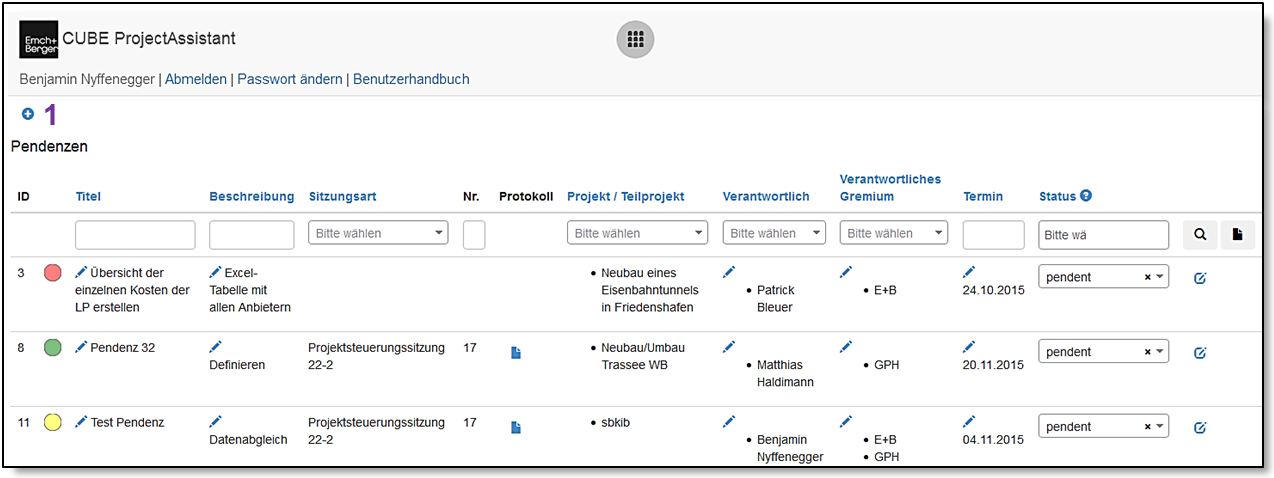 Emch+
Berger
CUBE ProjectAssistant
Benjamin Nyffenegger | Abmelden | Passwort ändern | Benutzerhandbuch
1
Pendenzen
ID Titel Beschreibung Sitzungsart Nr. Protokoll Projekt / Teilprojekt Verantwortlich Verantwortliches Gremium Termin Status
Bitte wählen Bitte wählen Bitte wählen Bitte wählen Bitte wä
3 Übersicht der Excel- Neubau eines pendent
einzelnen Kosten der Tabelle mit Eisenbahntunnels Patrick E+B 24.10.2015
LP erstellen allen Anbietern in Friedenshafen Bleuer
8 Pendenz 32 Projektsteuerungssitzung 17 Neubau/Umbau pendent
Definieren 22-2 Trassee WB Matthias GPH 20.11.2015
Haldimann
11 Test Pendenz Projektsteuerungssitzung 17 sbkib pendent
Datenabgleich 22-2 Benjamin E+B 04.11.2015
Nyffenegger GPH